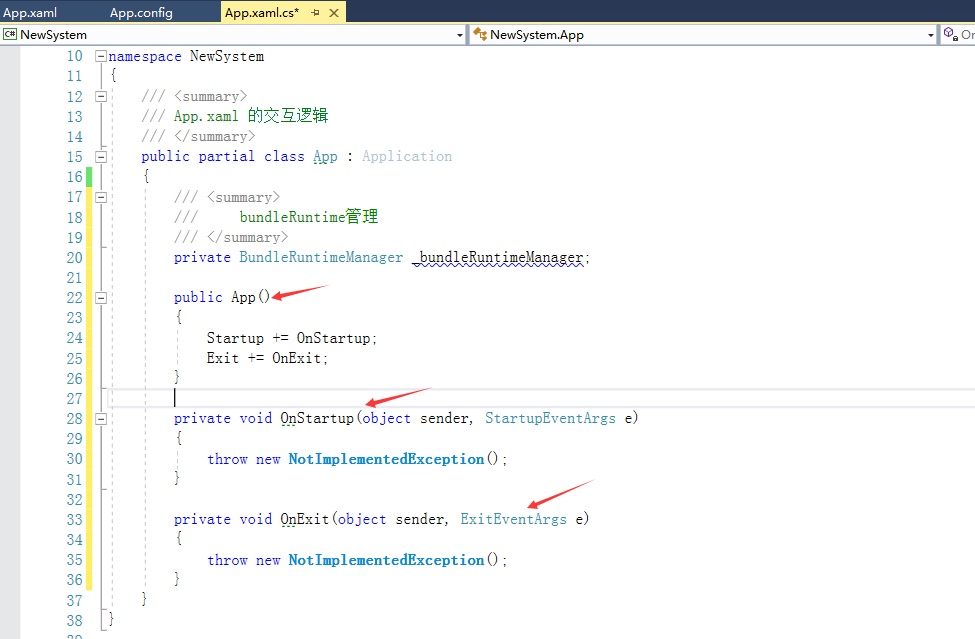 App.xaml App.config App.xaml.cs*
C# NewSystem NewSystem.App
10 namespace NewSystem
11 {
12 /// <summary>
13 /// App.xaml 的交互逻辑
14 /// </summary>
15 public partial class App : Application
16 {
17 /// <summary>
18 /// bundleRuntime管理
19 /// </summary>
20 private BundleRuntimeManager _bundleRuntimeManager;
21
22 public App()
23 {
24 Startup += OnStartup;
25 Exit += OnExit;
26 }
27
28 private void OnStartup(object sender, StartupEventArgs e)
29 {
30 throw new NotImplementedException();
31 }
32
33 private void OnExit(object sender, ExitEventArgs e)
34 {
35 throw new NotImplementedException();
36 }
37 }
38 }